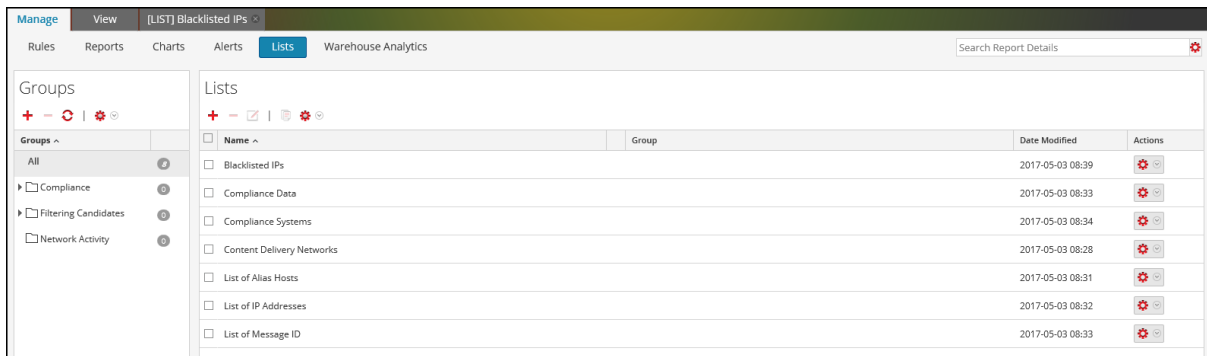 Manage View [LIST] Blacklisted IPs
Rules Reports Charts Alerts Lists Warehouse Analytics Search Report Details
Groups
Groups
All
Compliance 0
Filtering Candidates 0
Network Activity 0
Lists
Name Group Date Modified Actions
Blacklisted IPs 2017-05-03 08:39
Compliance Data 2017-05-03 08:33
Compliance Systems 2017-05-03 08:34
Content Delivery Networks 2017-05-03 08:28
List of Alias Hosts 2017-05-03 08:31
List of IP Addresses 2017-05-03 08:32
List of Message ID 2017-05-03 08:33